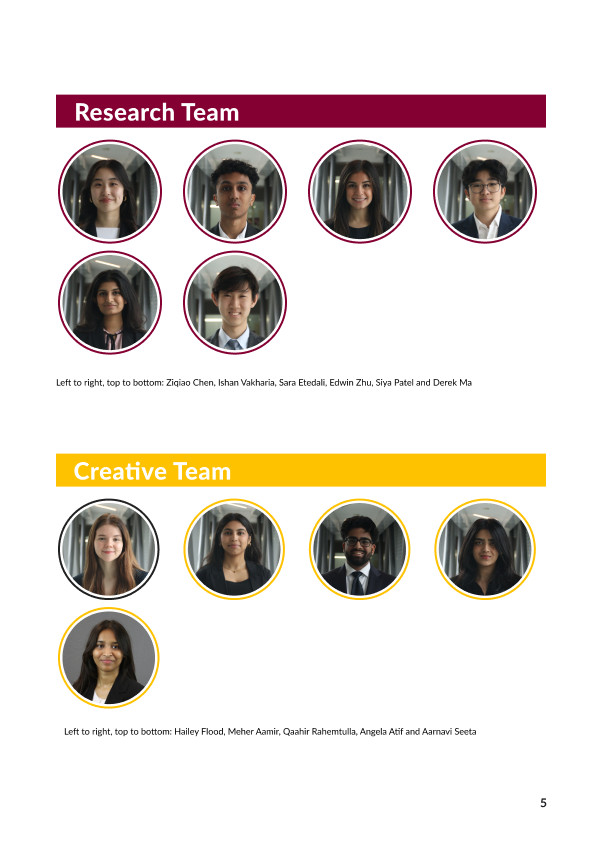 Research Team
Left to right, top to bottom: Ziqiao Chen, Ishan Vakharia, Sara Etedali, Edwin Zhu, Siya Patel and Derek Ma
Creative Team
Left to right, top to bottom: Hailey Flood, Meher Aamir, Qaahir Rahemtulla, Angela Atif and Aarnavi Seeta
5